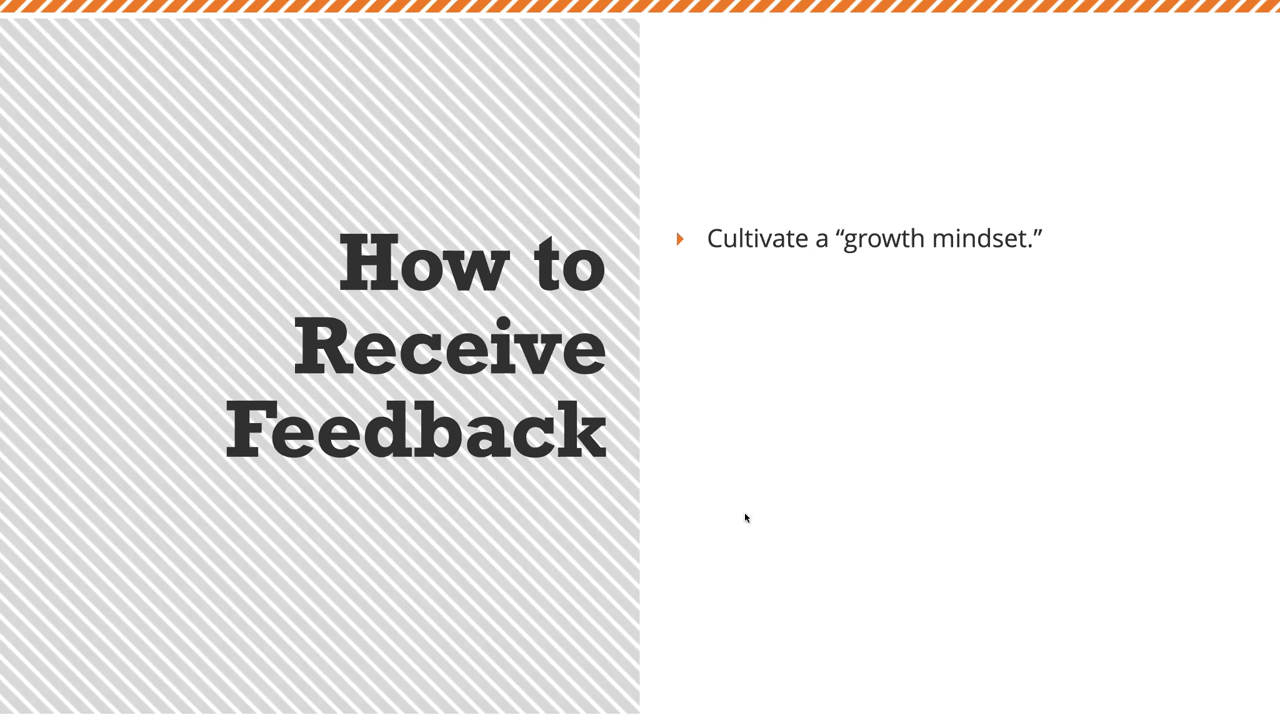 How to
Receive
Feedback
Cultivate a “growth mindset.”